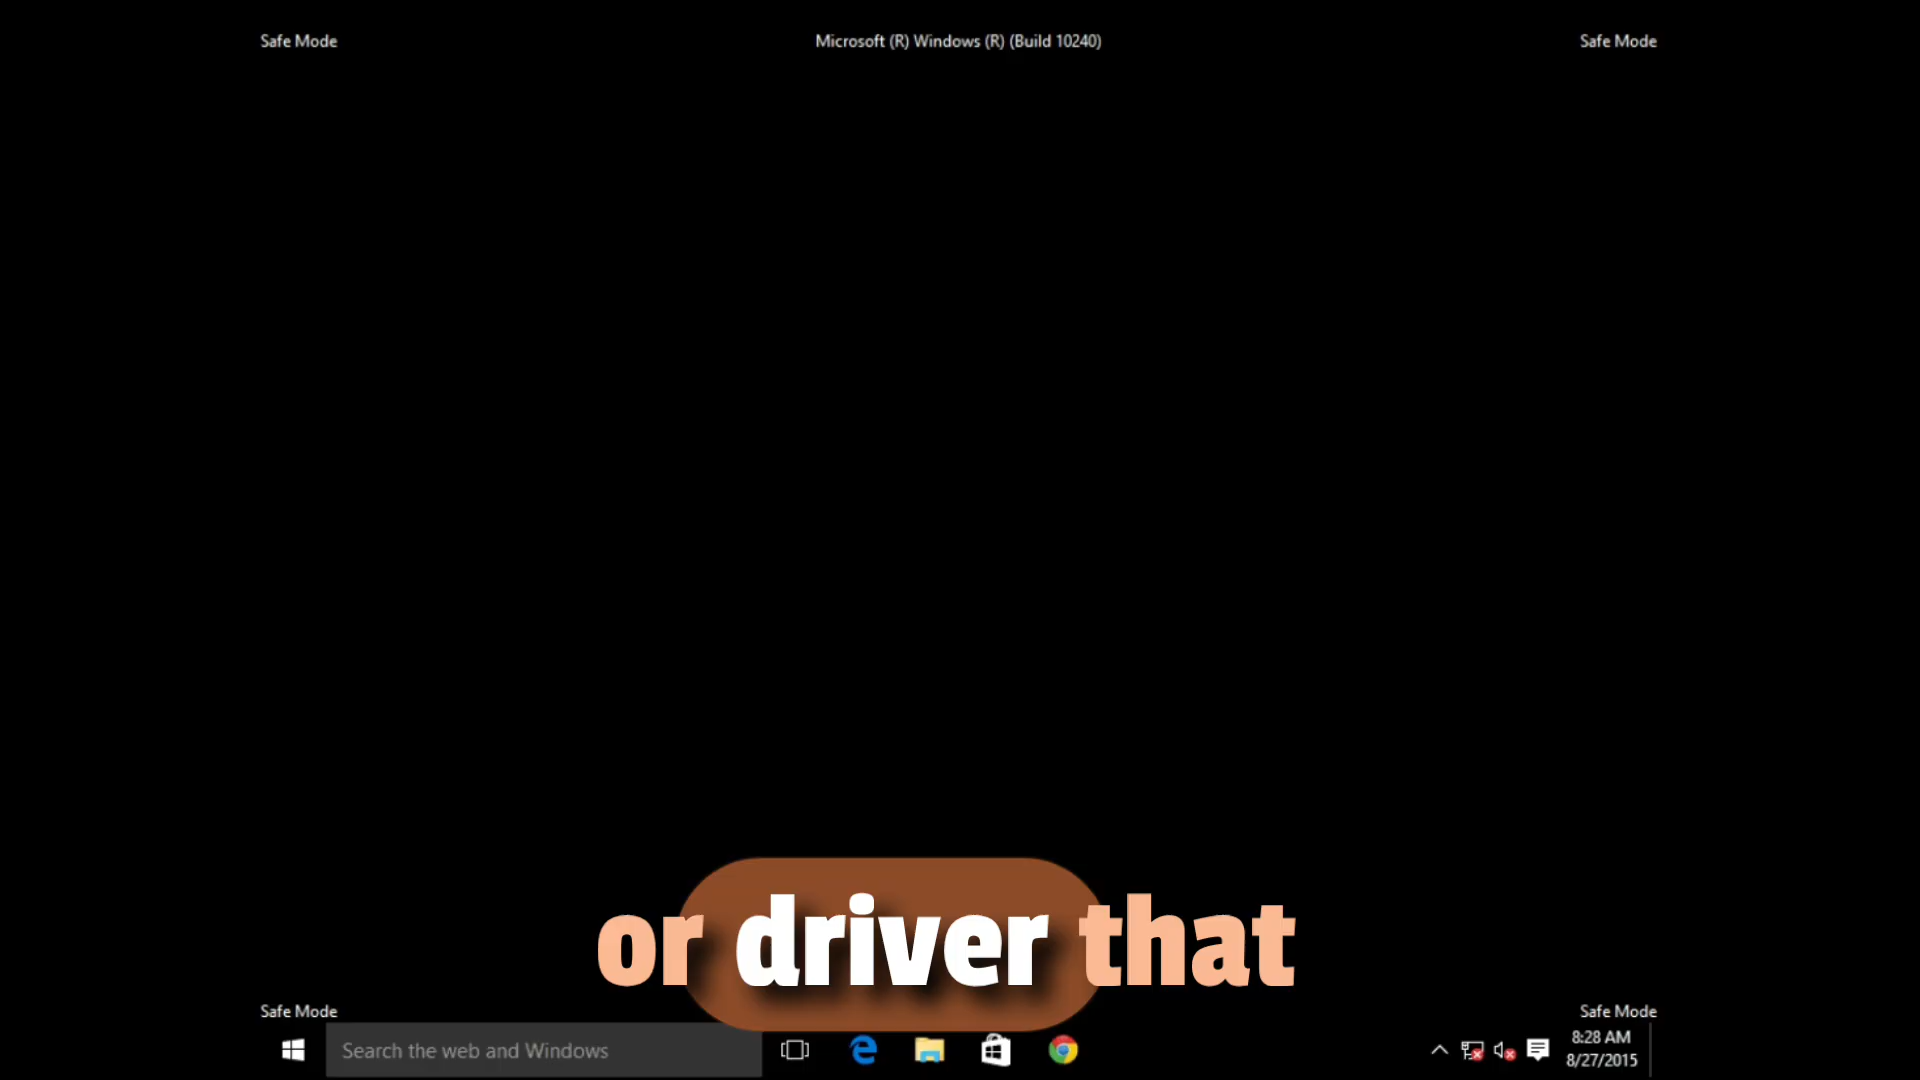 Safe Mode Microsoft (R) Windows (R) (Build 10240) Safe Mode
or driver that
Safe Mode Safe Mode
Search the web and Windows 8:28 AM
8/27/2015